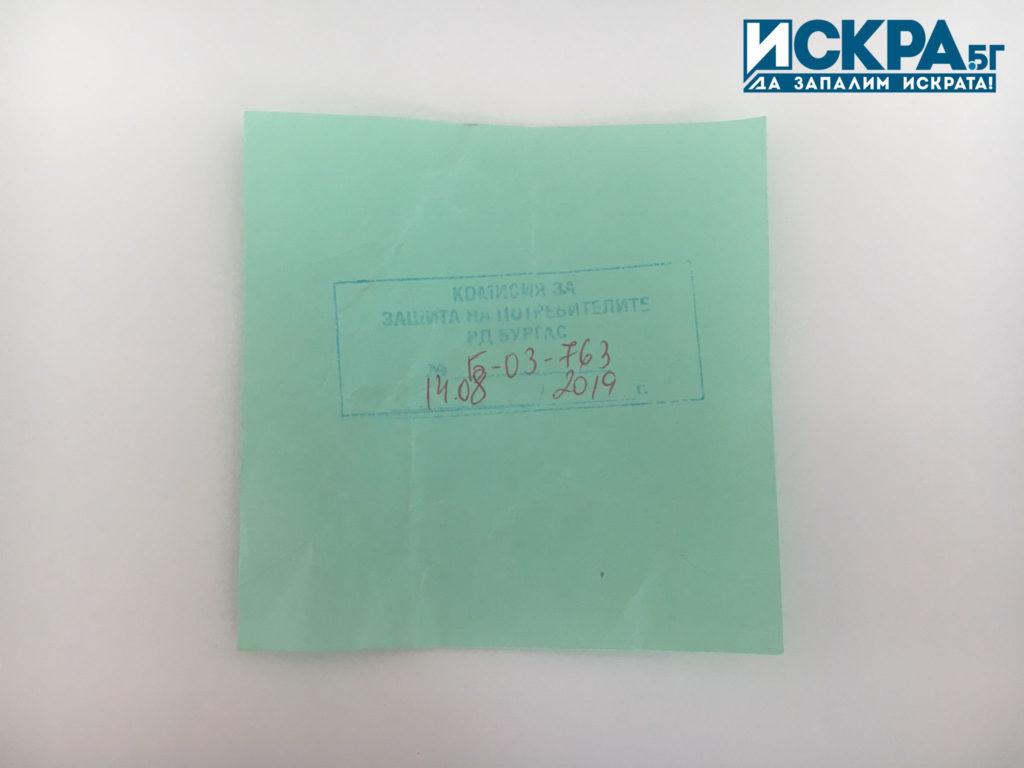 ИСКРА.БГ
ДА ЗАПАЛИМ ИСКРАТА!
КОМИСИЯ ЗА
ЗАЩИТА НА ПОТРЕБИТЕЛИТЕ
РД БУРГАС
№ Б-03-763
14.08 / 2019 г.